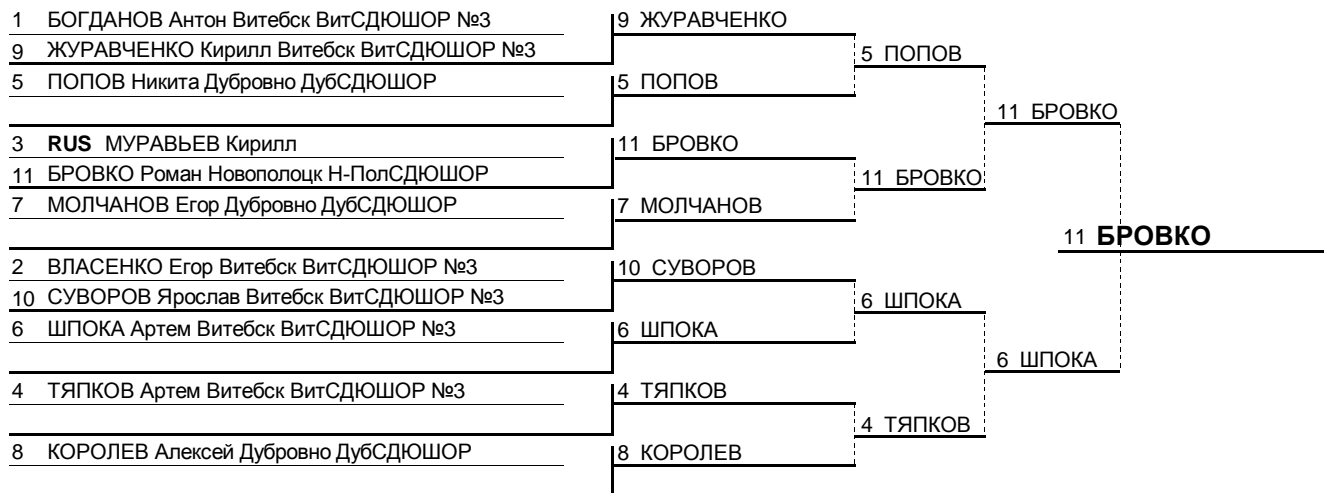 1 БОГДАНОВ Антон Витебск ВитСДЮШОР №3
9 ЖУРАВЧЕНКО
9 ЖУРАВЧЕНКО Кирилл Витебск ВитСДЮШОР №3
5 ПОПОВ
5 ПОПОВ Никита Дубровно ДубСДЮШОР
5 ПОПОВ
11 БРОВКО
3 RUS МУРАВЬЕВ Кирилл
11 БРОВКО
11 БРОВКО Роман Новополоцк Н-ПолСДЮШОР
11 БРОВКО
7 МОЛЧАНОВ Егор Дубровно ДубСДЮШОР
7 МОЛЧАНОВ
11 БРОВКО
2 ВЛАСЕНКО Егор Витебск ВитСДЮШОР №3
10 СУВОРОВ
10 СУВОРОВ Ярослав Витебск ВитСДЮШОР №3
6 ШПОКА
6 ШПОКА Артем Витебск ВитСДЮШОР №3
6 ШПОКА
6 ШПОКА
4 ТЯПКОВ Артем Витебск ВитСДЮШОР №3
4 ТЯПКОВ
4 ТЯПКОВ
8 КОРОЛЕВ Алексей Дубровно ДубСДЮШОР
8 КОРОЛЕВ